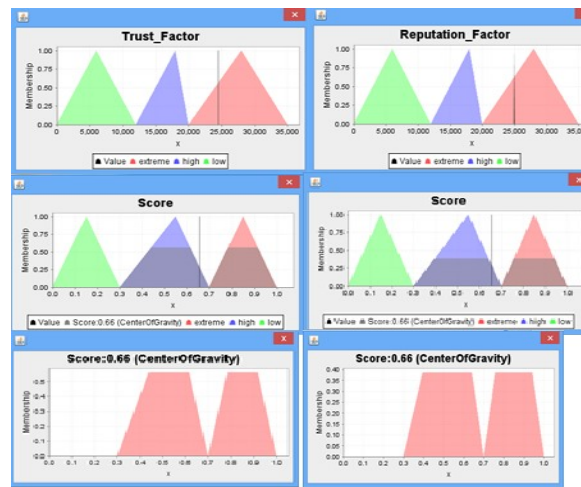 Trust_Factor
Membership
1.00
0.75
0.50
0.25
0.00
0 5,000 10,000 15,000 20,000 25,000 30,000 35,000
x
Value extreme high low
Reputation_Factor
Membership
1.00
0.75
0.50
0.25
0.00
0 5,000 10,000 15,000 20,000 25,000 30,000 35,000
x
Value extreme high low
Score
Membership
1.00
0.75
0.50
0.25
0.00
0.0 0.1 0.2 0.3 0.4 0.5 0.6 0.7 0.8 0.9 1.0
x
Value Score:0.66 (CenterOfGravity) extreme high low
Score
Membership
1.00
0.75
0.50
0.25
0.00
0.0 0.1 0.2 0.3 0.4 0.5 0.6 0.7 0.8 0.9 1.0
x
Value Score:0.66 (CenterOfGravity) extreme high low
Score:0.66 (CenterOfGravity)
Membership
0.0 0.1 0.2 0.3 0.4 0.5 0.6 0.7 0.8 0.9 1.0
x
Score:0.66 (CenterOfGravity)
Membership
0.40
0.35
0.30
0.25
0.20
0.15
0.10
0.05
0.00
0.0 0.1 0.2 0.3 0.4 0.5 0.6 0.7 0.8 0.9 1.0
x